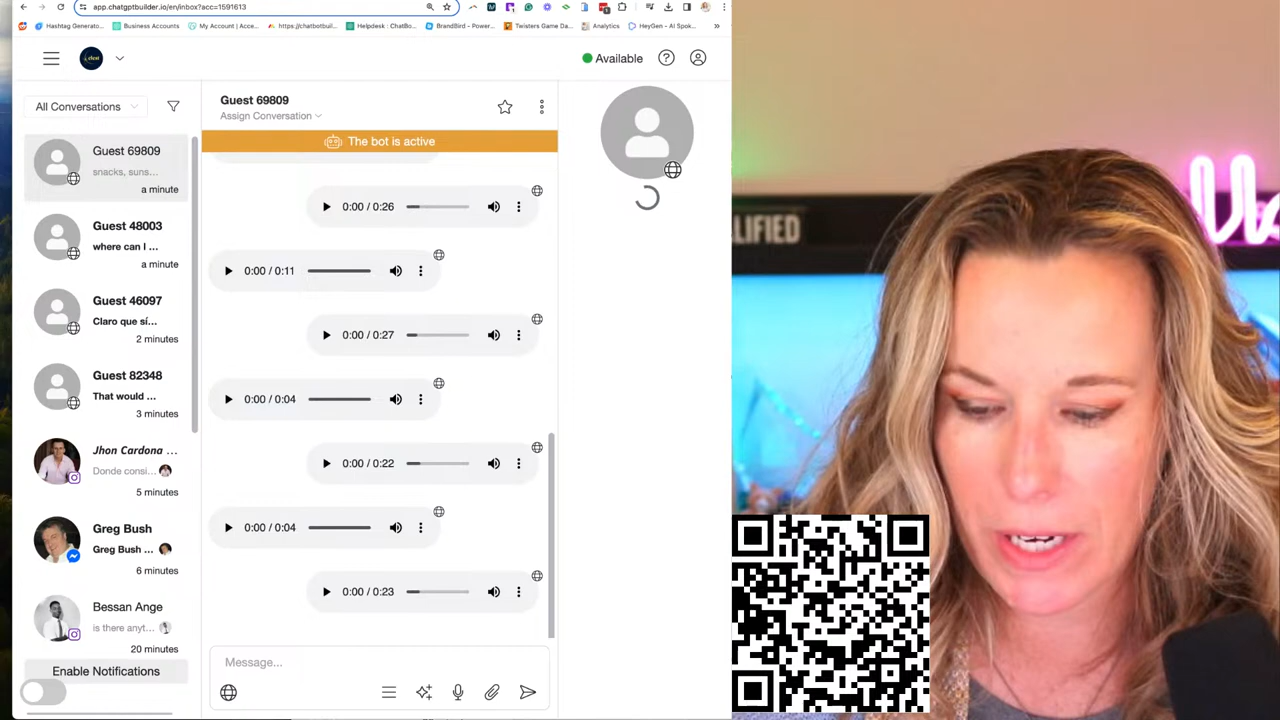 app.chatgptbuilder.io/en/inbox?acc=1591613
Hashtag Generato...
Business Accounts
My Account | Acce...
https://chatbotbuil...
Helpdesk : ChatBo...
BrandBird – Power...
Twisters Game Da...
Analytics
HeyGen - AI Spok...
»
Available
All Conversations
Guest 69809
snacks, suns...
a minute
Guest 48003
where can I ...
a minute
Guest 46097
Claro que sí...
2 minutes
Guest 82348
That would ...
3 minutes
Jhon Cardona ...
Donde consi...
5 minutes
Greg Bush
Greg Bush ...
6 minutes
Bessan Ange
is there anyt...
20 minutes
Enable Notifications
Guest 69809
Assign Conversation
The bot is active
0:00 / 0:26
0:00 / 0:11
0:00 / 0:27
0:00 / 0:04
0:00 / 0:22
0:00 / 0:04
0:00 / 0:23
Message...
ALIFIED